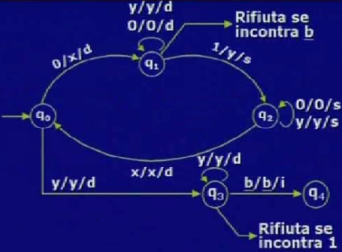 y/y/d
0/0/d
Rifiuta se
incontra b
0/x/d
1/y/s
q1
q0
q2
0/0/s
y/y/s
x/x/d
y/y/d
y/y/d
b/b/i
q3
q4
Rifiuta se
incontra 1